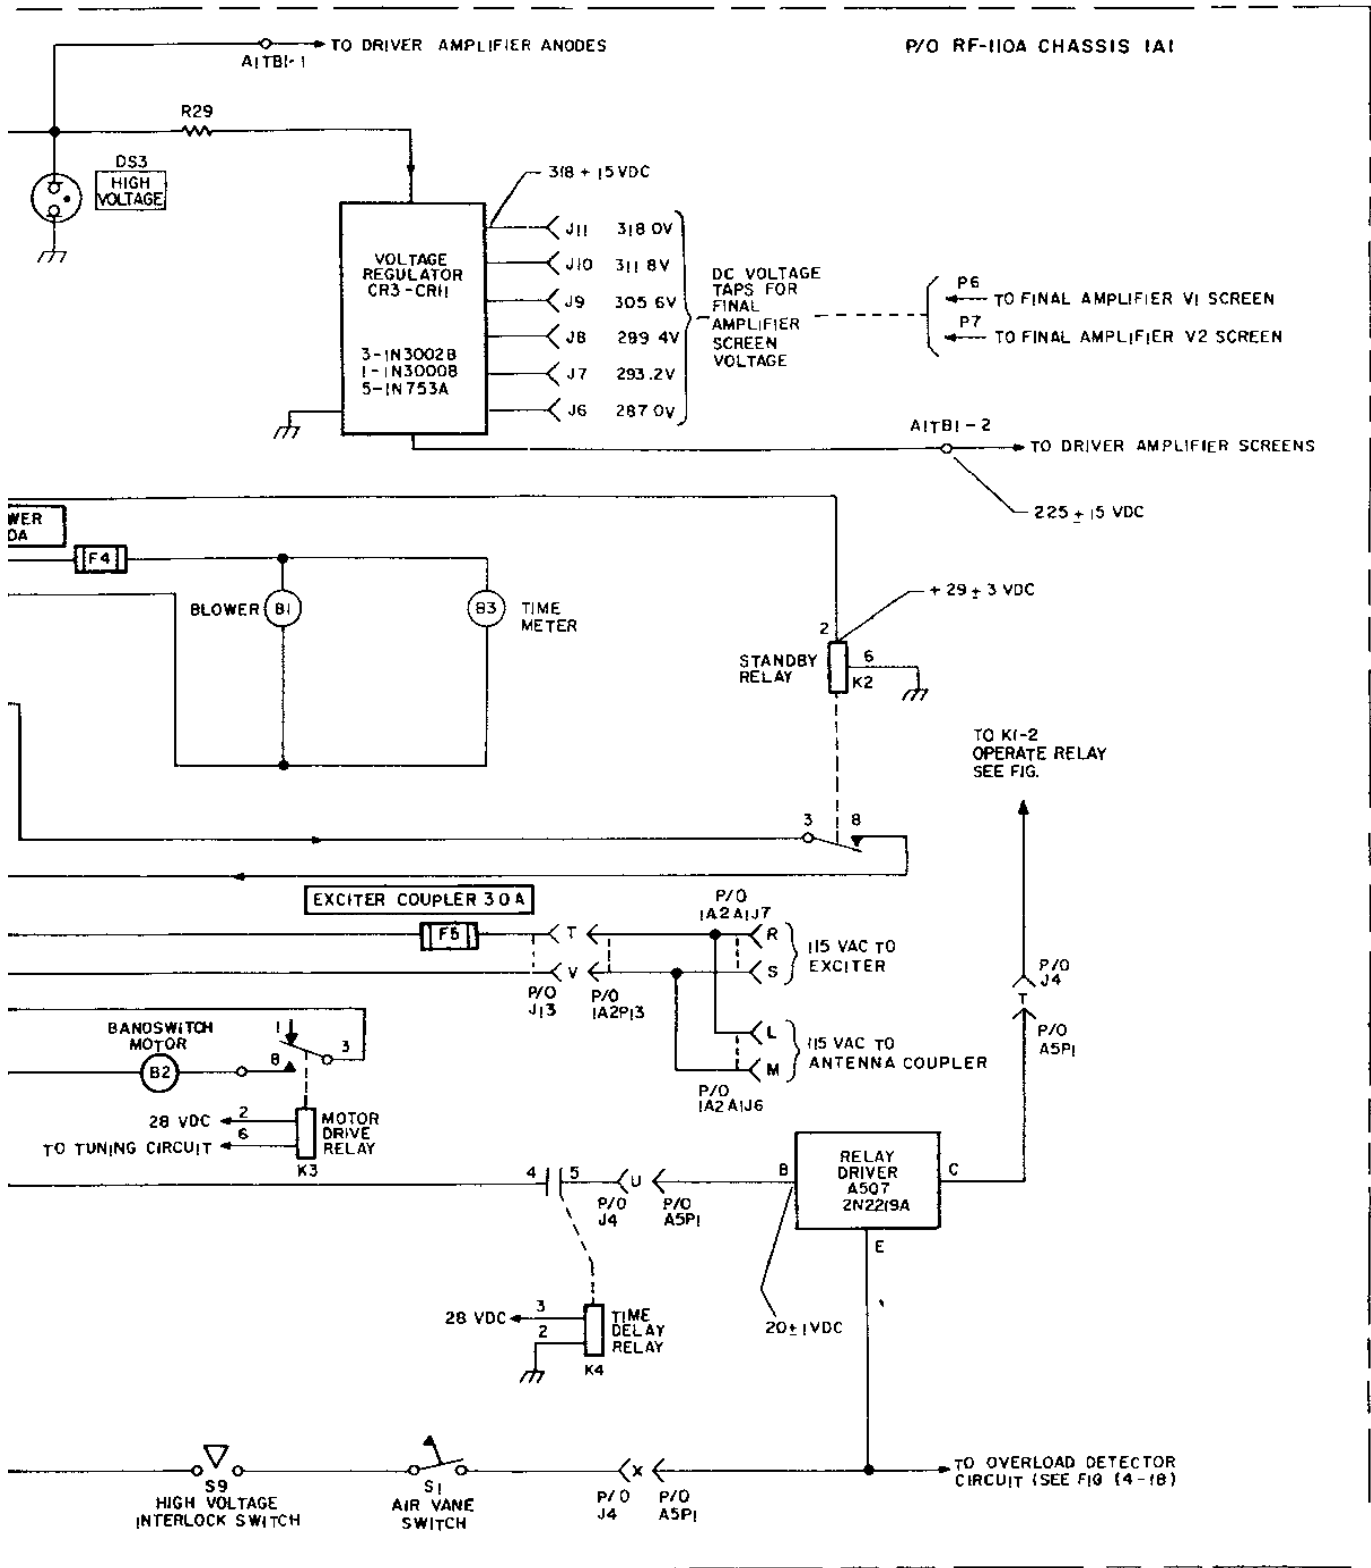 TO DRIVER AMPLIFIER ANODES
P/O RF-110A CHASSIS 1A1
A1TB1-1
R29
DS3
HIGH
VOLTAGE
318 + 15 VDC
VOLTAGE
REGULATOR
CR3-CR11
3-1N3002B
1-1N3000B
5-1N753A
J11 318 0V
J10 311 8V
J9 305 6V
J8 299 4V
J7 293.2V
J6 287 0V
DC VOLTAGE
TAPS FOR
FINAL
AMPLIFIER
SCREEN
VOLTAGE
P6
TO FINAL AMPLIFIER V1 SCREEN
P7
TO FINAL AMPLIFIER V2 SCREEN
A1TB1-2
TO DRIVER AMPLIFIER SCREENS
225 ± 15 VDC
WER
0A
F4
BLOWER
B1
B3
TIME
METER
+ 29 ± 3 VDC
2
STANDBY
RELAY
6
K2
TO K1-2
OPERATE RELAY
SEE FIG.
3
8
EXCITER COUPLER 3 0 A
F5
T
V
P/O
J13
P/O
1A2P13
P/O
1A2A1J7
R
S
115 VAC TO
EXCITER
L
M
115 VAC TO
ANTENNA COUPLER
P/O
1A2A1J6
P/O
J4
T
P/O
A5P1
BANDSWITCH
MOTOR
B2
1
3
8
28 VDC
2
TO TUNING CIRCUIT
6
MOTOR
DRIVE
RELAY
K3
4
5
U
P/O
J4
P/O
A5P1
B
RELAY
DRIVER
A5Q7
2N2219A
C
E
20 ± 1 VDC
28 VDC
3
2
TIME
DELAY
RELAY
K4
S9
HIGH VOLTAGE
INTERLOCK SWITCH
S1
AIR VANE
SWITCH
X
P/O
J4
P/O
A5P1
TO OVERLOAD DETECTOR
CIRCUIT (SEE FIG (4-18)